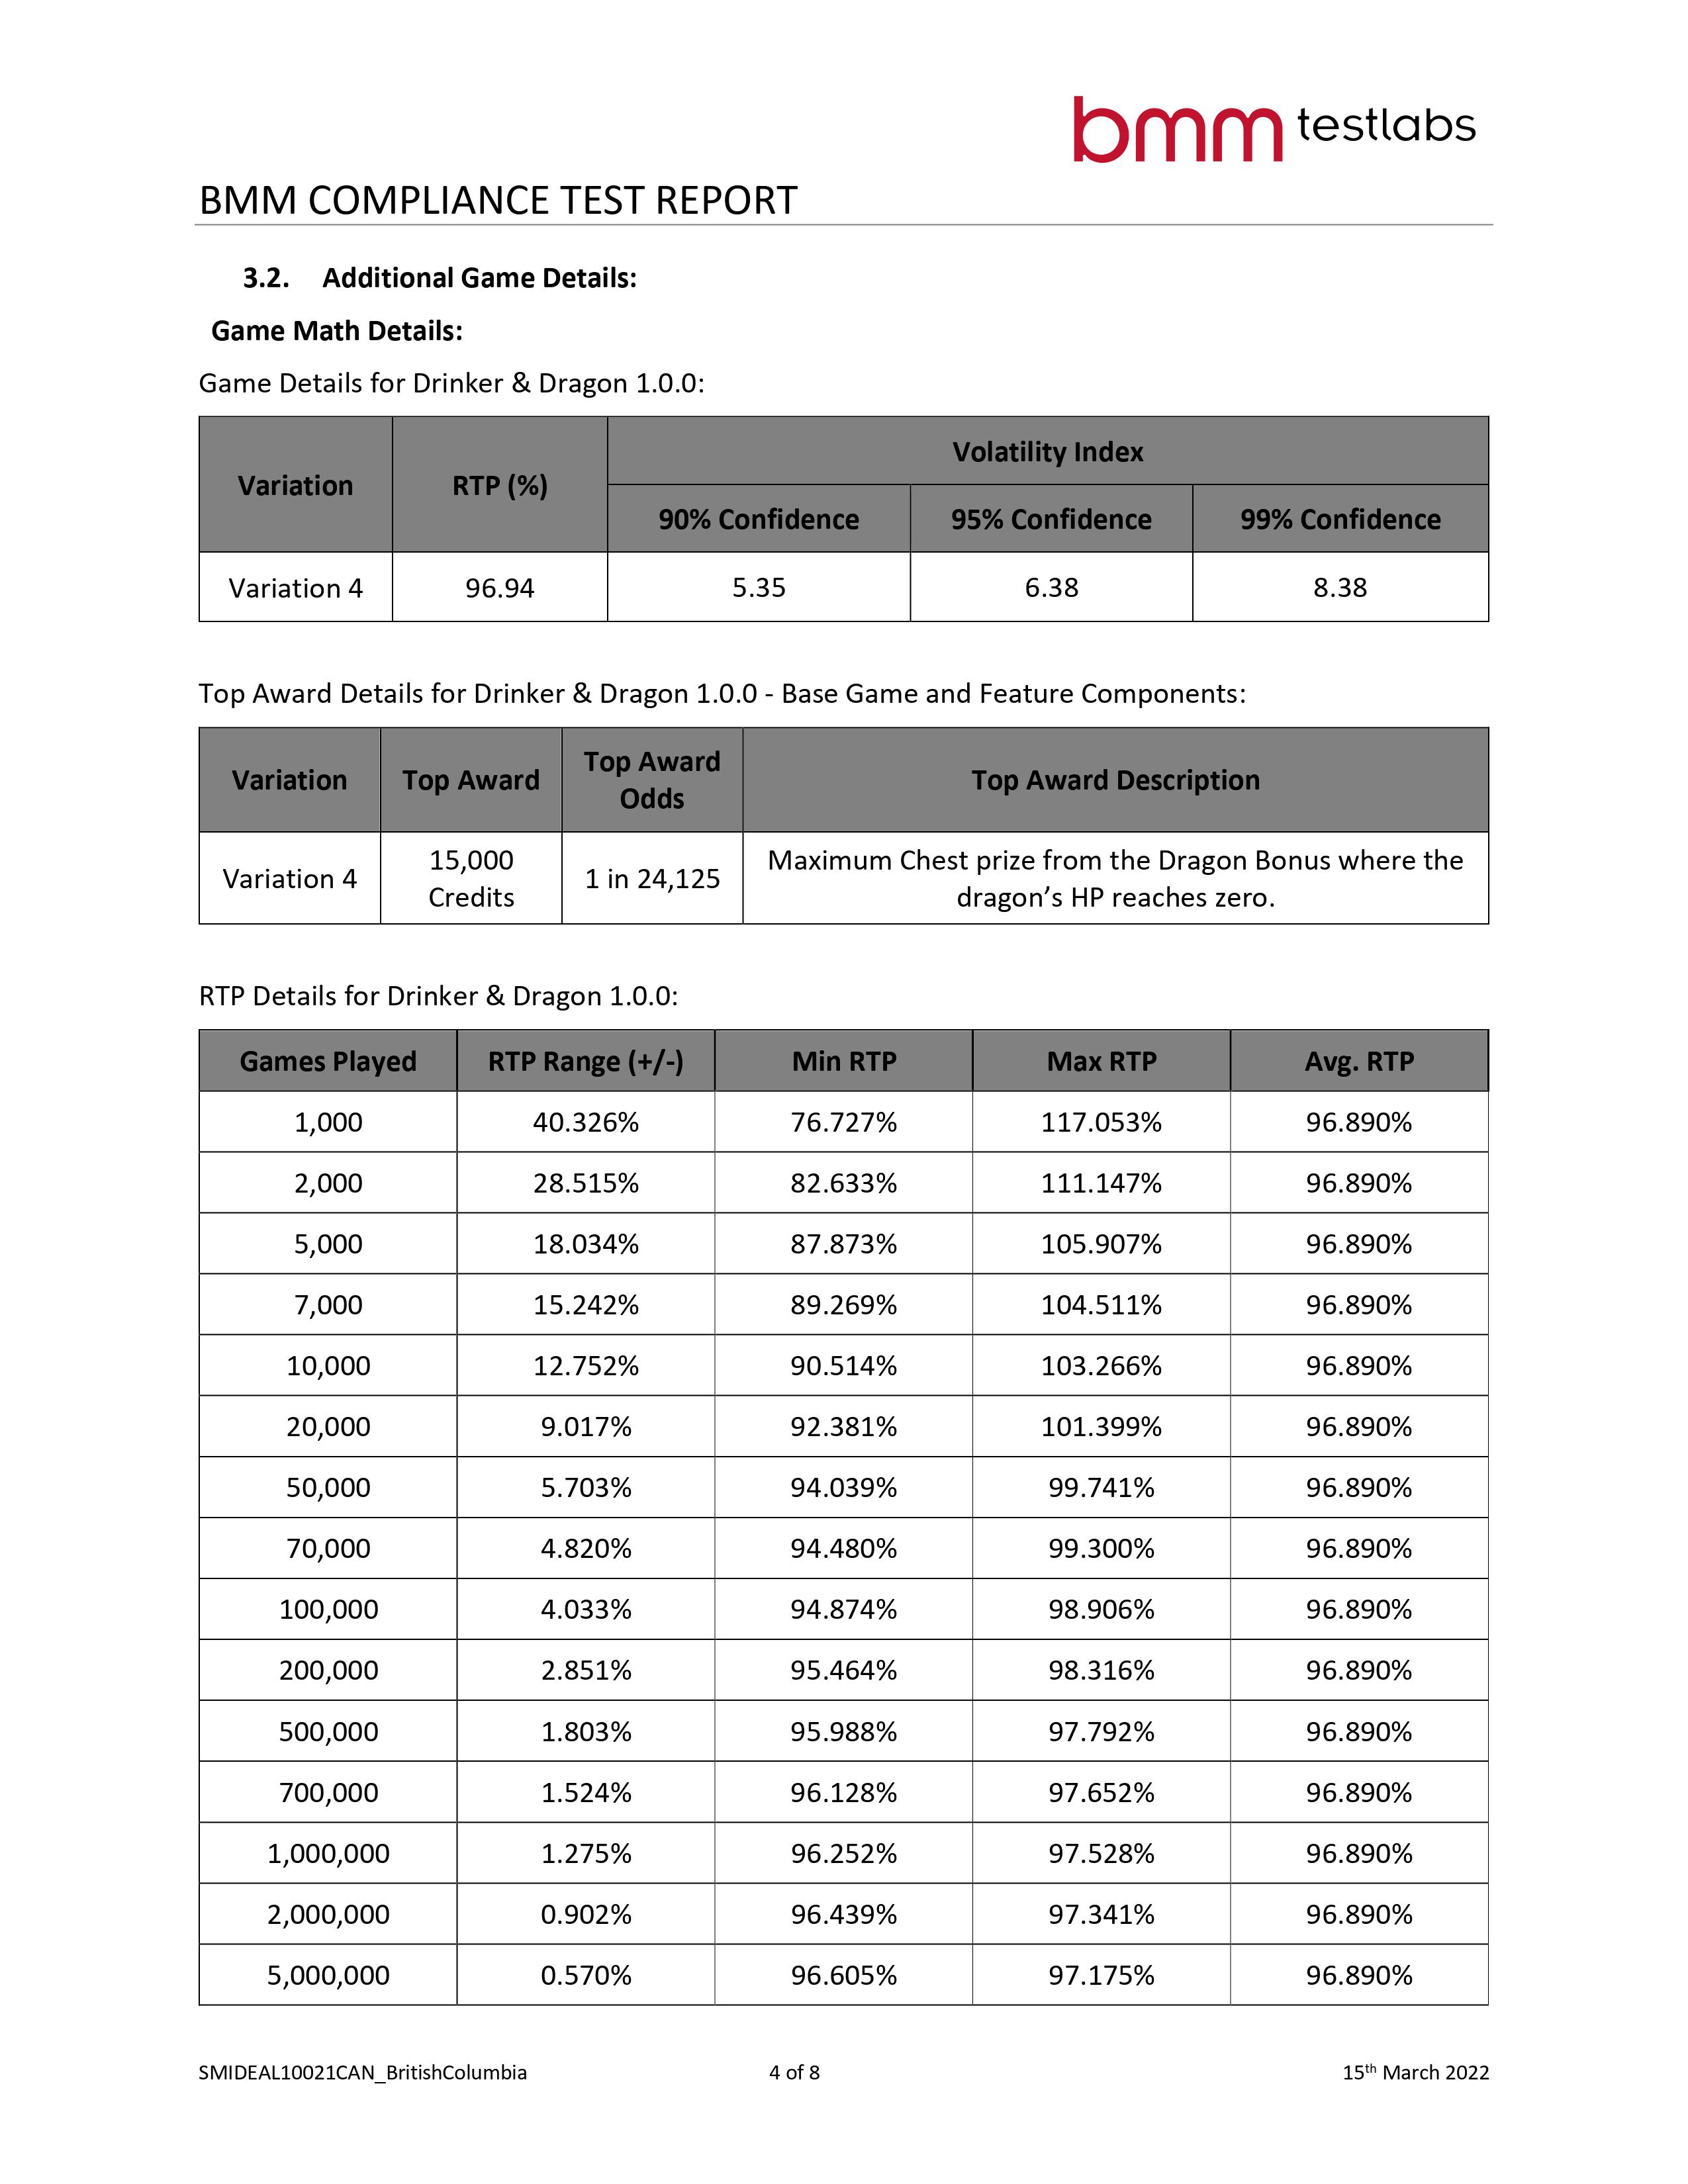 bmm testlabs
BMM COMPLIANCE TEST REPORT
3.2. Additional Game Details:
Game Math Details:
Game Details for Drinker & Dragon 1.0.0:
Variation RTP (%) Volatility Index
90% Confidence 95% Confidence 99% Confidence
Variation 4 96.94 5.35 6.38 8.38
Top Award Details for Drinker & Dragon 1.0.0 - Base Game and Feature Components:
Variation Top Award Top Award Odds Top Award Description
Variation 4 15,000 Credits 1 in 24,125 Maximum Chest prize from the Dragon Bonus where the
dragon’s HP reaches zero.
RTP Details for Drinker & Dragon 1.0.0:
Games Played RTP Range (+/-) Min RTP Max RTP Avg. RTP
1,000 40.326% 76.727% 117.053% 96.890%
2,000 28.515% 82.633% 111.147% 96.890%
5,000 18.034% 87.873% 105.907% 96.890%
7,000 15.242% 89.269% 104.511% 96.890%
10,000 12.752% 90.514% 103.266% 96.890%
20,000 9.017% 92.381% 101.399% 96.890%
50,000 5.703% 94.039% 99.741% 96.890%
70,000 4.820% 94.480% 99.300% 96.890%
100,000 4.033% 94.874% 98.906% 96.890%
200,000 2.851% 95.464% 98.316% 96.890%
500,000 1.803% 95.988% 97.792% 96.890%
700,000 1.524% 96.128% 97.652% 96.890%
1,000,000 1.275% 96.252% 97.528% 96.890%
2,000,000 0.902% 96.439% 97.341% 96.890%
5,000,000 0.570% 96.605% 97.175% 96.890%
SMIDEAL10021CAN_BritishColumbia 4 of 8 15th March 2022